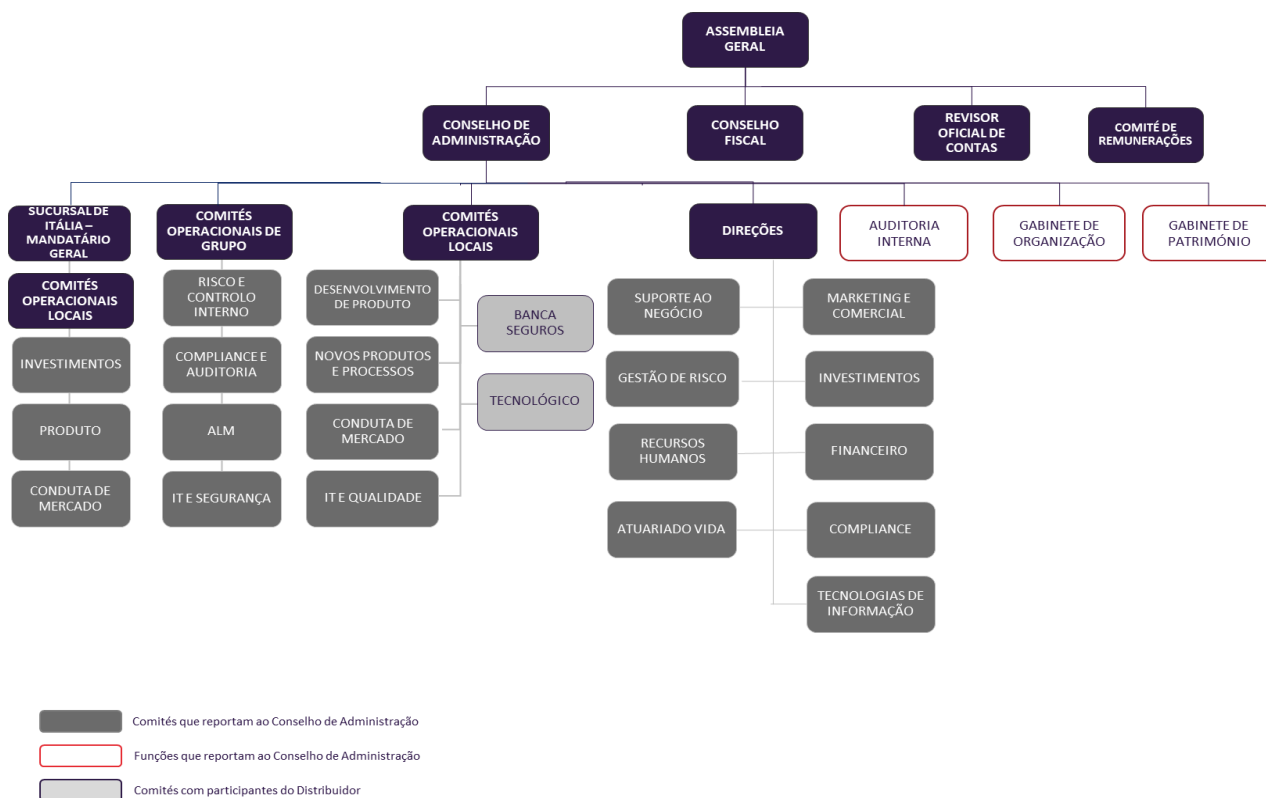 ASSEMBLEIA
GERAL
CONSELHO DE
ADMINISTRAÇÃO
CONSELHO
FISCAL
REVISOR
OFICIAL DE
CONTAS
COMITÉ DE
REMUNERAÇÕES
SUCURSAL DE
ITÁLIA –
MANDATÁRIO
GERAL
COMITÉS
OPERACIONAIS
LOCAIS
INVESTIMENTOS
PRODUTO
CONDUTA DE
MERCADO
COMITÉS
OPERACIONAIS DE
GRUPO
RISCO E
CONTROLO
INTERNO
COMPLIANCE E
AUDITORIA
ALM
IT E SEGURANÇA
COMITÉS
OPERACIONAIS
LOCAIS
DESENVOLVIMENTO
DE PRODUTO
NOVOS PRODUTOS
E PROCESSOS
CONDUTA DE
MERCADO
IT E QUALIDADE
BANCA
SEGUROS
TECNOLÓGICO
DIREÇÕES
SUPORTE AO
NEGÓCIO
MARKETING E
COMERCIAL
GESTÃO DE RISCO
INVESTIMENTOS
RECURSOS
HUMANOS
FINANCEIRO
ATUARIADO VIDA
COMPLIANCE
TECNOLOGIAS DE
INFORMAÇÃO
AUDITORIA
INTERNA
GABINETE DE
ORGANIZAÇÃO
GABINETE DE
PATRIMÓNIO
Comités que reportam ao Conselho de Administração
Funções que reportam ao Conselho de Administração
Comités com participantes do Distribuidor